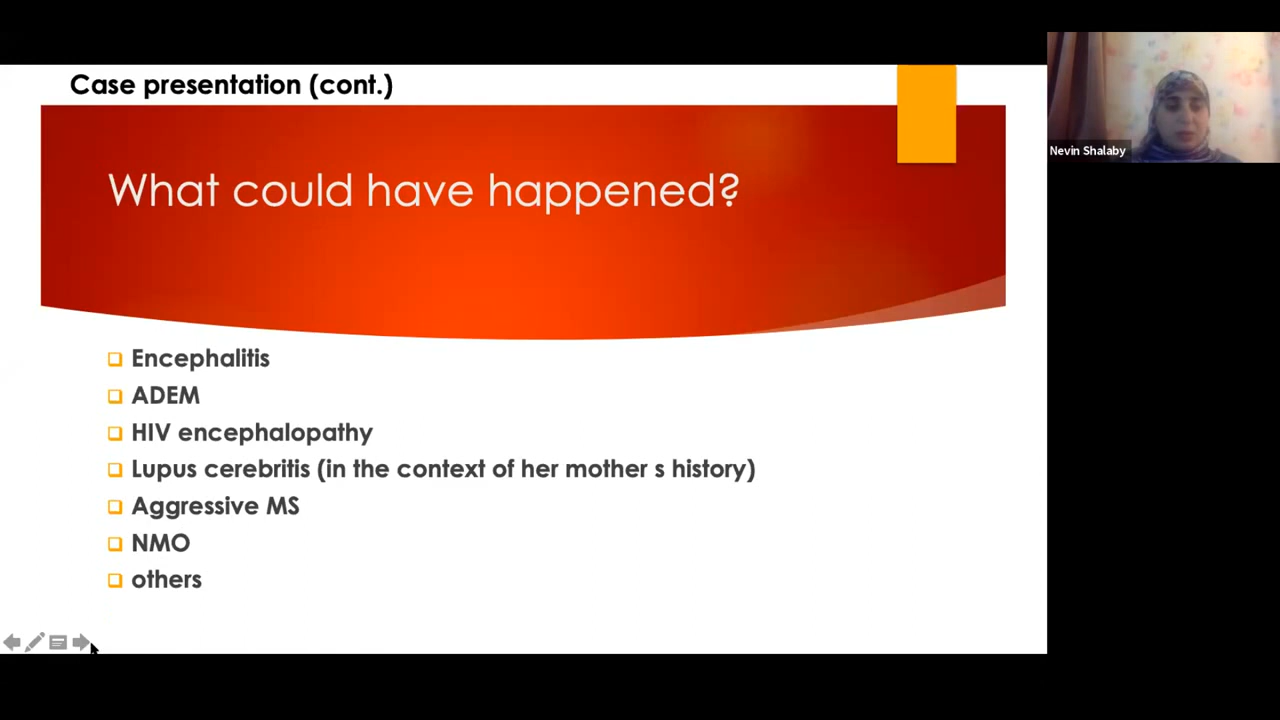 Case presentation (cont.)
What could have happened?
Nevin Shalaby
Encephalitis
ADEM
HIV encephalopathy
Lupus cerebritis (in the context of her mother s history)
Aggressive MS
NMO
others